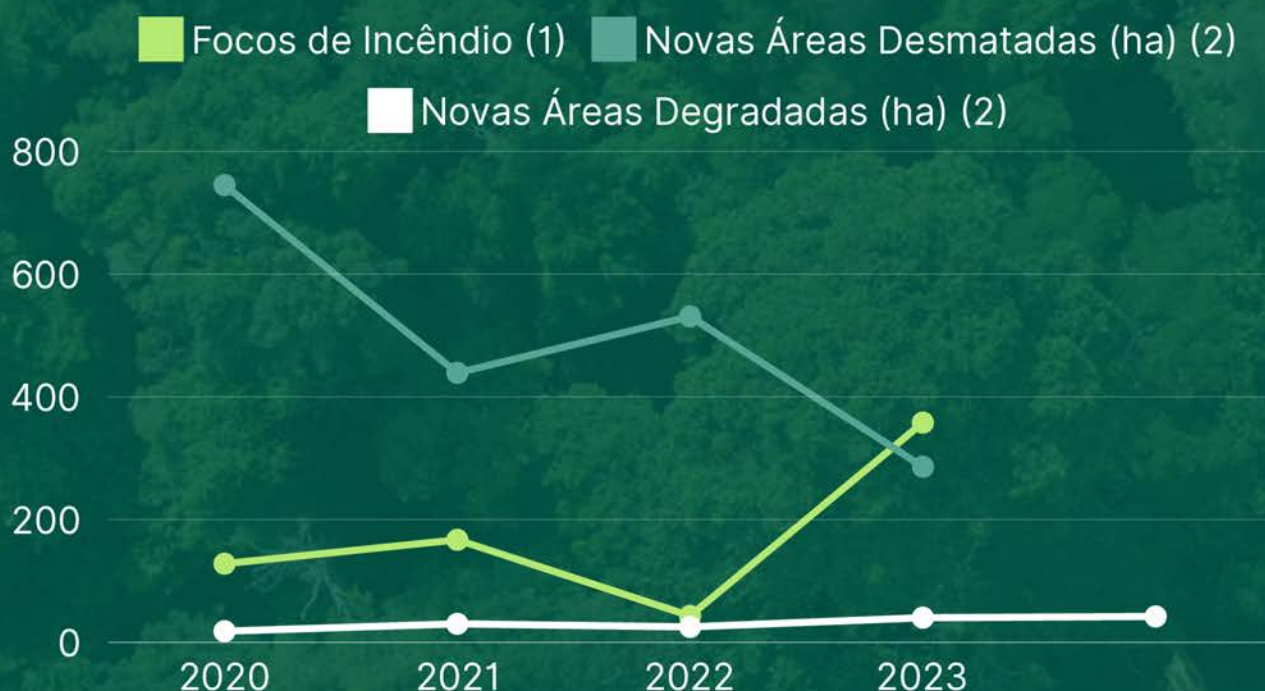 Focos de Incêndio (1) Novas Áreas Desmatadas (ha) (2)
Novas Áreas Degradadas (ha) (2)
800
600
400
200
0
2020 2021 2022 2023